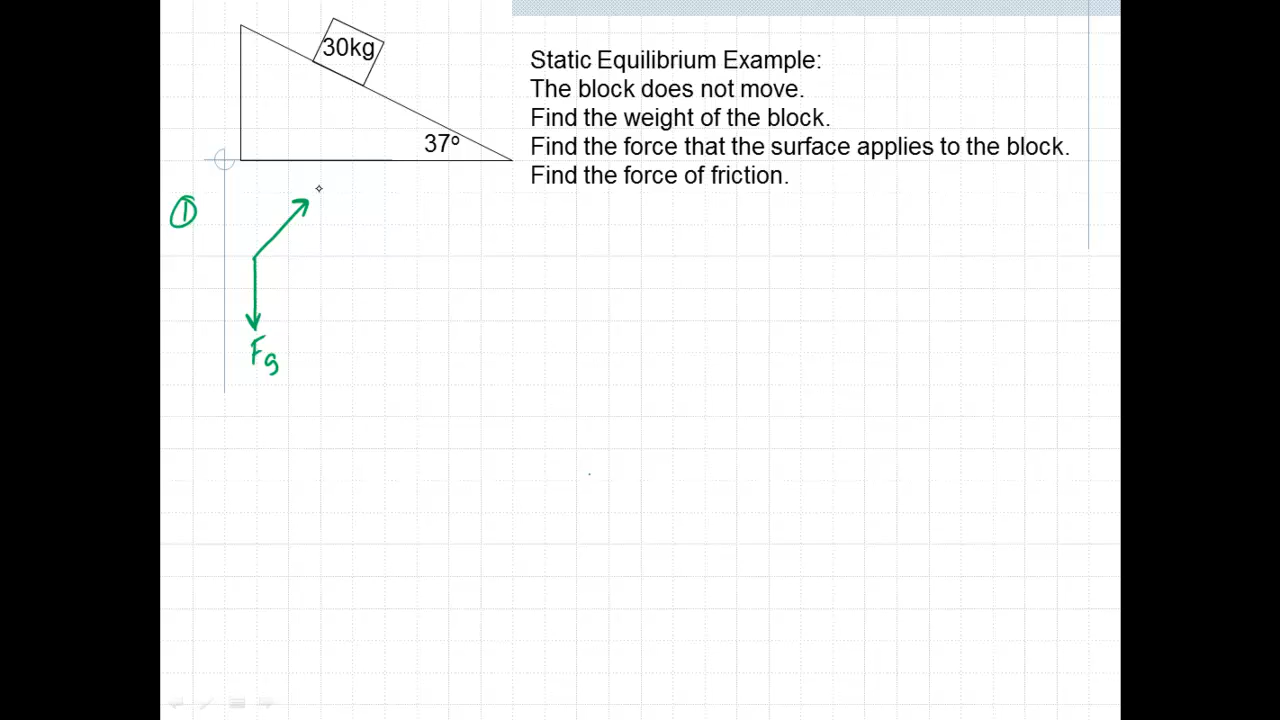 30kg
37º
Static Equilibrium Example:
The block does not move.
Find the weight of the block.
Find the force that the surface applies to the block.
Find the force of friction.
①
Fg